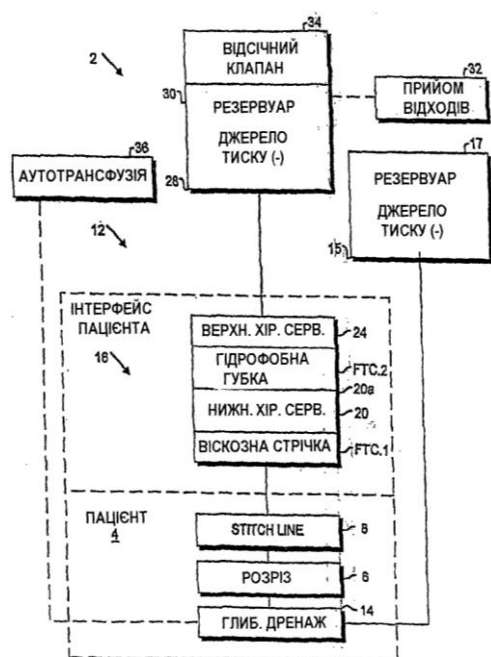 34
2
ВІДСІЧНИЙ
КЛАПАН
30
РЕЗЕРВУАР
ДЖЕРЕЛО
ТИСКУ (-)
28
32
ПРИЙОМ
ВІДХОДІВ
36
АУТОТРАНСФУЗІЯ
17
РЕЗЕРВУАР
ДЖЕРЕЛО
ТИСКУ (-)
15
12
ІНТЕРФЕЙС
ПАЦІЄНТА
16
ВЕРХН. ХІР. СЕРВ.
24
ГІДРОФОБНА
ГУБКА
FTC.2
20a
НИЖН. ХІР. СЕРВ.
20
ВІСКОЗНА СТРІЧКА
FTC.1
ПАЦІЄНТ
4
STITCH LINE
8
РОЗРІЗ
6
14
ГЛИБ. ДРЕНАЖ